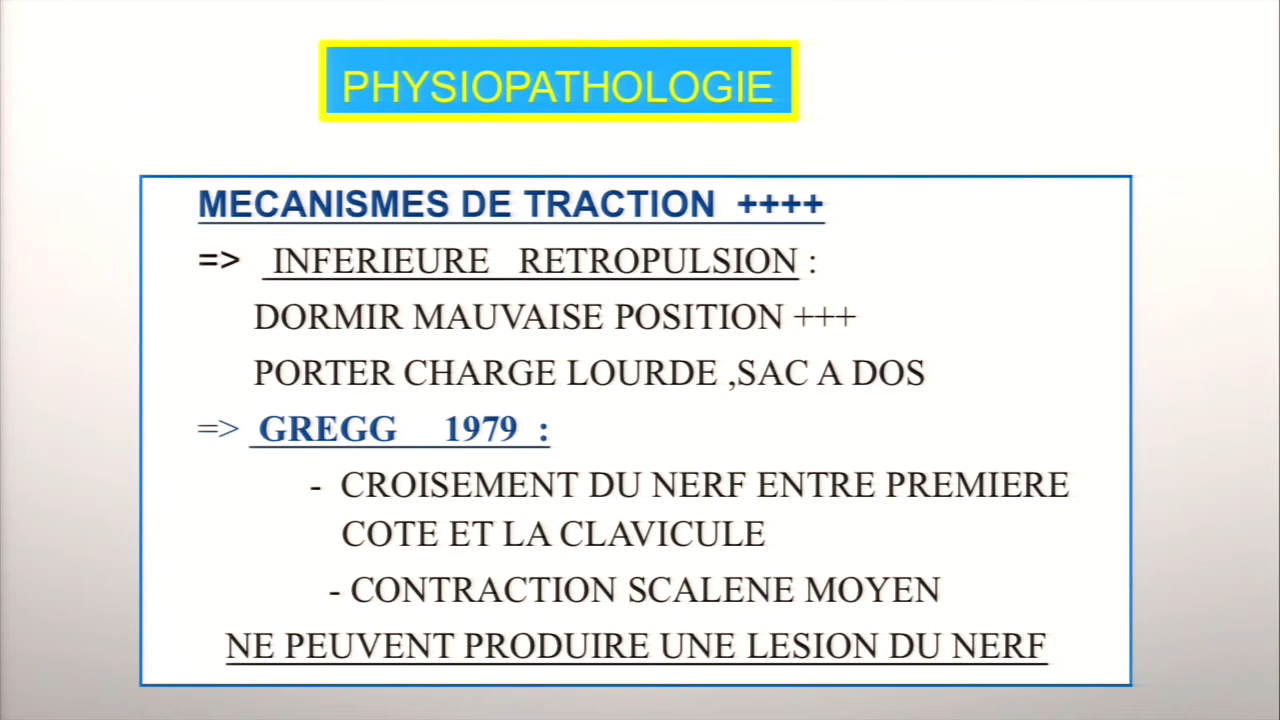 PHYSIOPATHOLOGIE
MECANISMES DE TRACTION ++++
=> INFERIEURE RETROPULSION :
DORMIR MAUVAISE POSITION +++
PORTER CHARGE LOURDE ,SAC A DOS
=> GREGG 1979 :
- CROISEMENT DU NERF ENTRE PREMIERE
COTE ET LA CLAVICULE
- CONTRACTION SCALENE MOYEN
NE PEUVENT PRODUIRE UNE LESION DU NERF